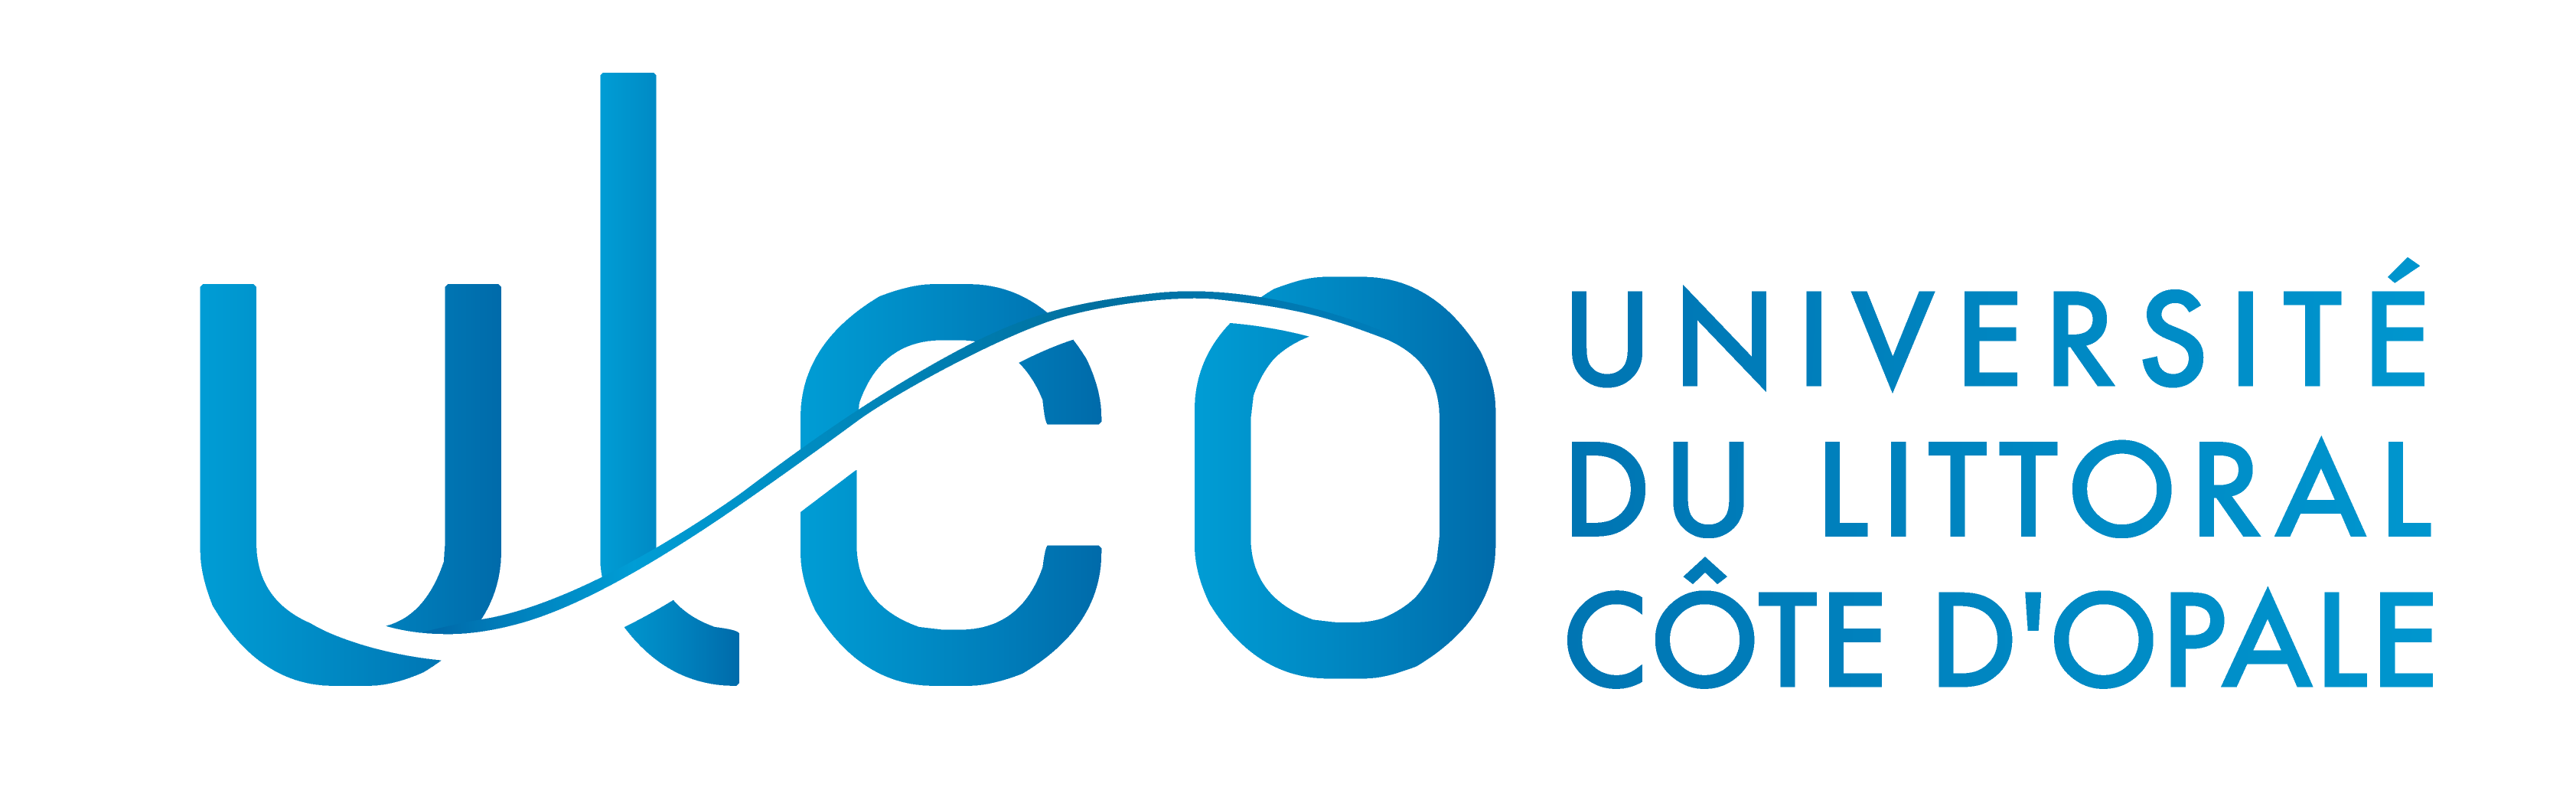 ulco
UNIVERSITÉ
DU LITTORAL
CÔTE D'OPALE